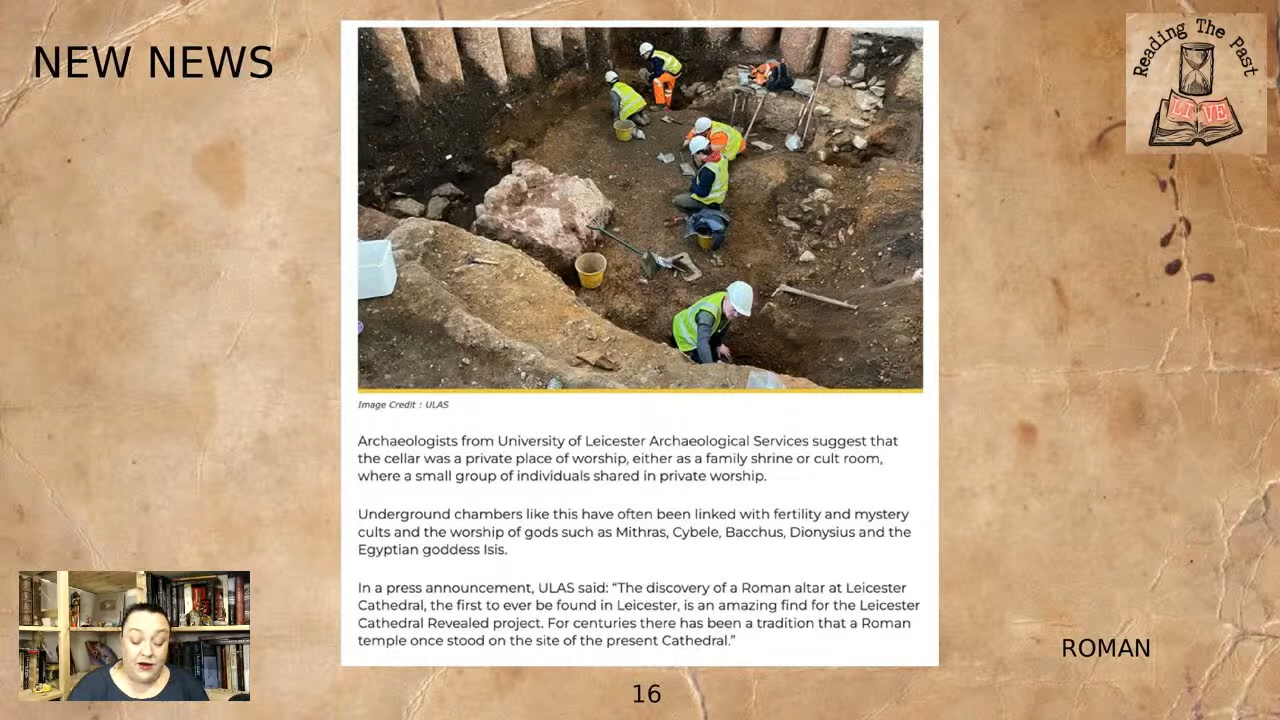 NEW NEWS
Reading The Past
LIVE
Image Credit : ULAS
Archaeologists from University of Leicester Archaeological Services suggest that
the cellar was a private place of worship, either as a family shrine or cult room,
where a small group of individuals shared in private worship.
Underground chambers like this have often been linked with fertility and mystery
cults and the worship of gods such as Mithras, Cybele, Bacchus, Dionysius and the
Egyptian goddess Isis.
In a press announcement, ULAS said: “The discovery of a Roman altar at Leicester
Cathedral, the first to ever be found in Leicester, is an amazing find for the Leicester
Cathedral Revealed project. For centuries there has been a tradition that a Roman
temple once stood on the site of the present Cathedral.”
ROMAN
16